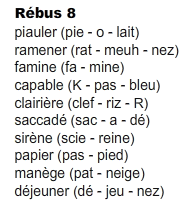 Rébus 8
piauler (pie - o - lait)
ramener (rat - meuh - nez)
famine (fa - mine)
capable (K - pas - bleu)
clairière (clef - riz - R)
saccadé (sac - a - dé)
sirène (scie - reine)
papier (pas - pied)
manège (pat - neige)
déjeuner (dé - jeu - nez)